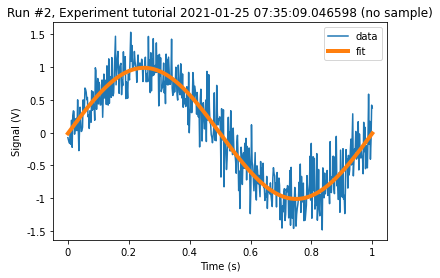 Run #2, Experiment tutorial 2021-01-25 07:35:09.046598 (no sample)
data
fit
1.5
1
0.5
0
-0.5
-1
-1.5
Signal (V)
0
0.2
0.4
0.6
0.8
1
Time (s)